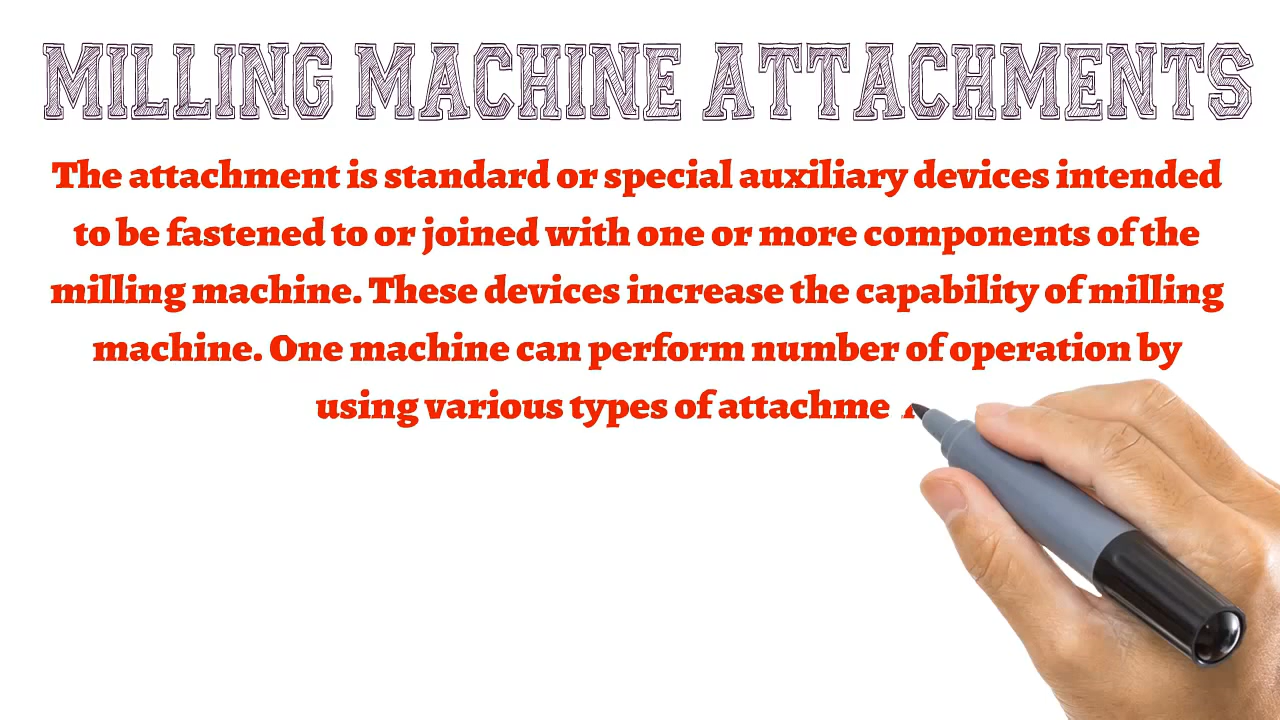 MILLING MACHINE ATTACHMENTS
The attachment is standard or special auxiliary devices intended
to be fastened to or joined with one or more components of the
milling machine. These devices increase the capability of milling
machine. One machine can perform number of operation by
using various types of attachme